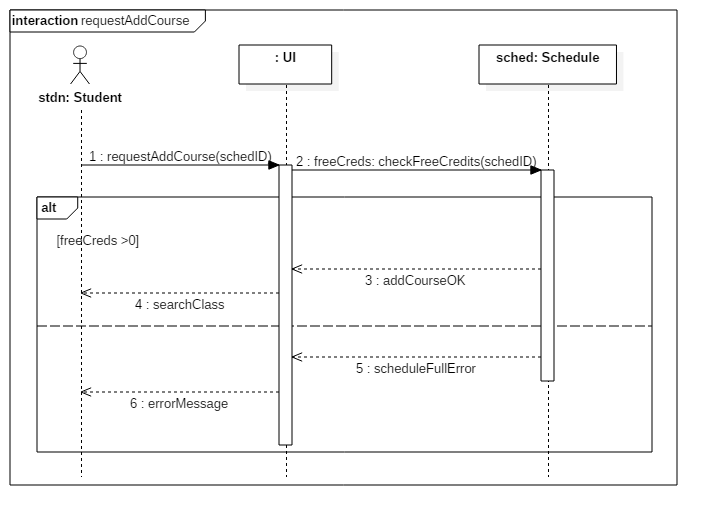 interaction requestAddCourse
stdn: Student
: UI
sched: Schedule
1 : requestAddCourse(schedID)
2 : freeCreds: checkFreeCredits(schedID)
alt
[freeCreds >0]
3 : addCourseOK
4 : searchClass
5 : scheduleFullError
6 : errorMessage